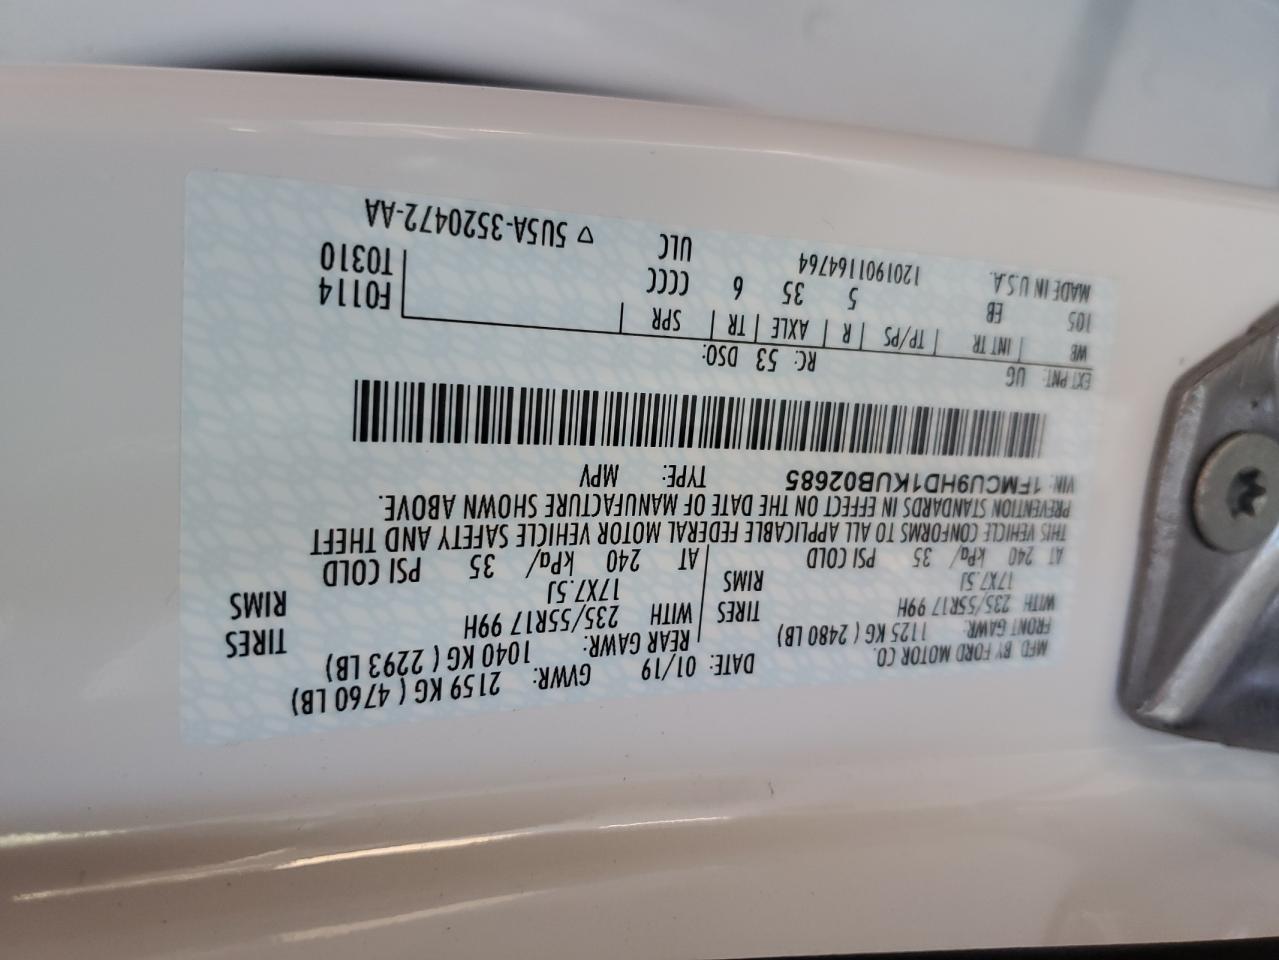 MFD. BY FORD MOTOR CO.
DATE: 01/19 GVWR: 2159 KG ( 4760 LB)
FRONT GAWR: 1125 KG ( 2480 LB) REAR GAWR: 1040 KG ( 2293 LB)
WITH 235/55R17 99H TIRES WITH 235/55R17 99H TIRES
17X7.5J RIMS 17X7.5J RIMS
AT 240 kPa/ 35 PSI COLD AT 240 kPa/ 35 PSI COLD
THIS VEHICLE CONFORMS TO ALL APPLICABLE FEDERAL MOTOR VEHICLE SAFETY AND THEFT
PREVENTION STANDARDS IN EFFECT ON THE DATE OF MANUFACTURE SHOWN ABOVE.
VIN: 1FMCU9HD1KUB02685 TYPE: MPV
EXT PNT: UG RC: 53 DSO:
WB | INT TR | TP/PS | R | AXLE | TR | SPR F0114
105 EB 5 35 6 CCCC T0310
MADE IN U.S.A. 1201901164764 ULC ▽ 5U5A-3520472-AA